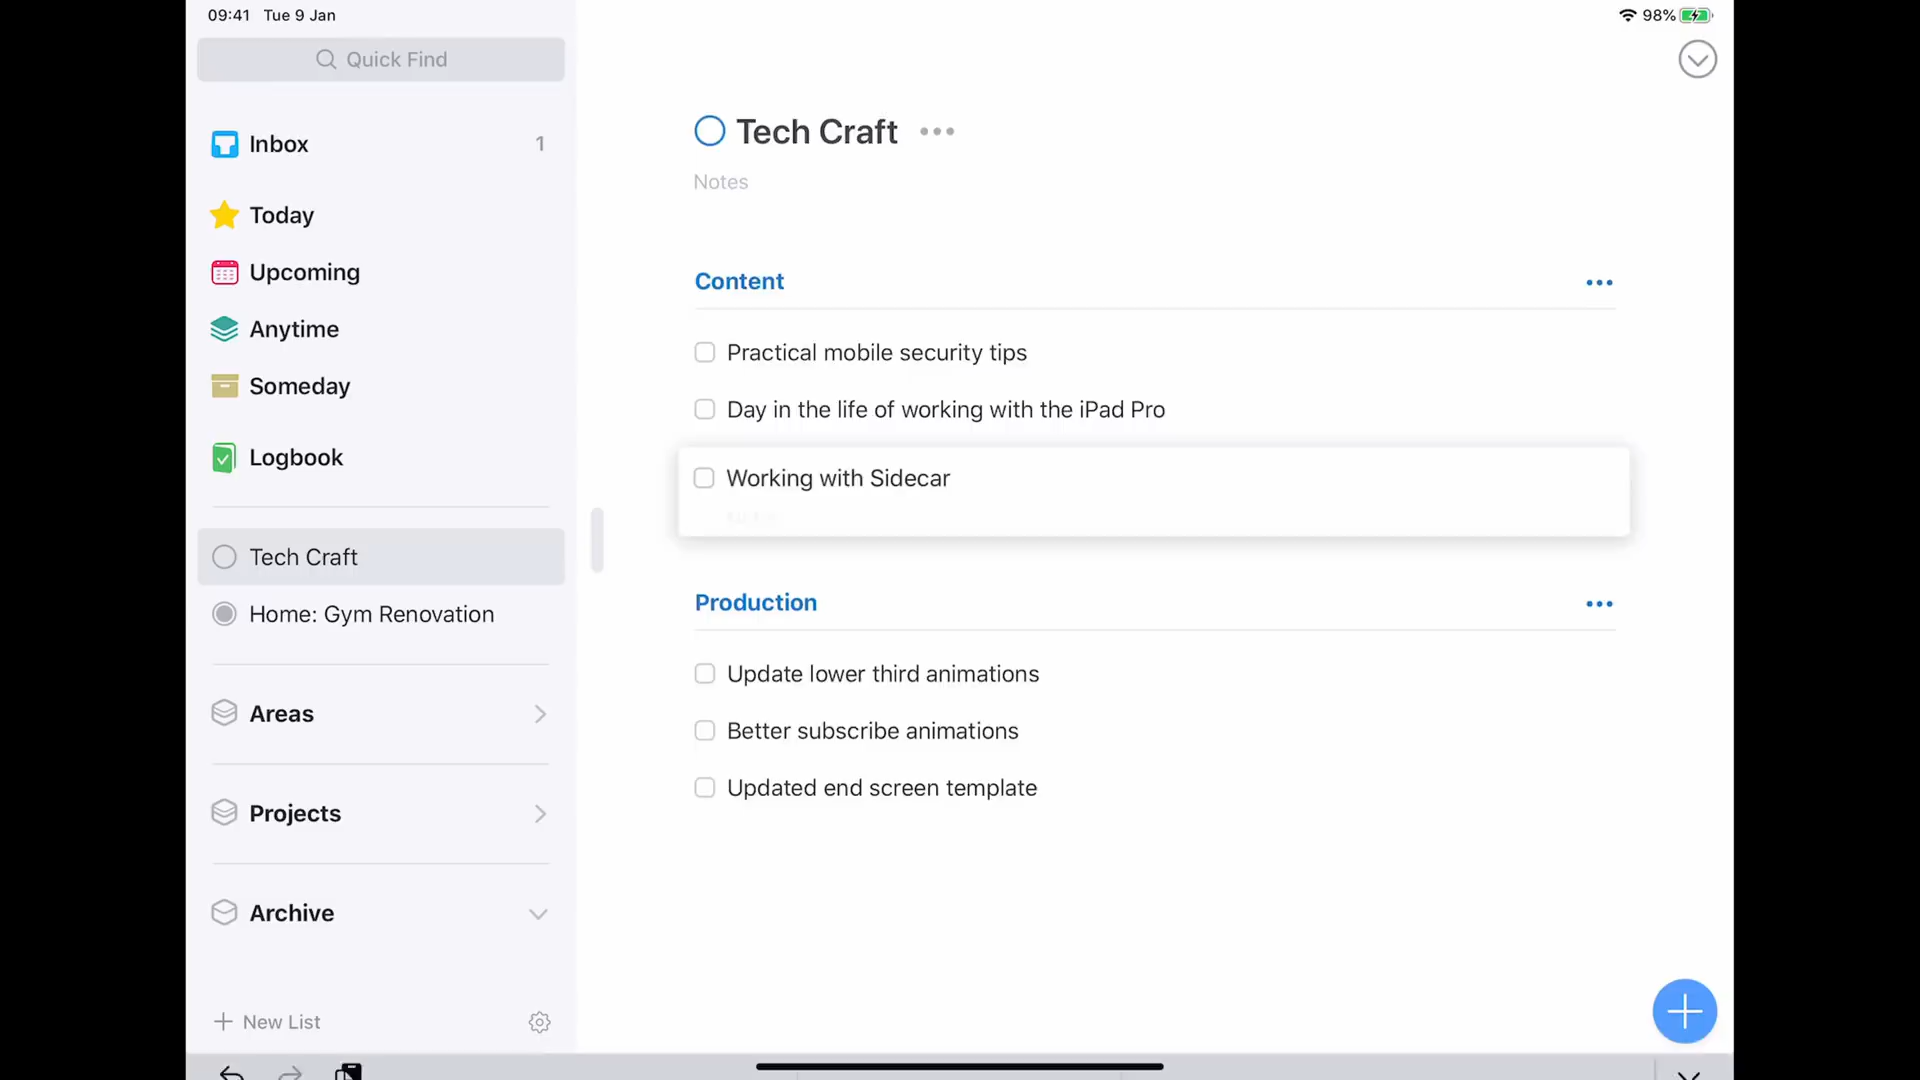 09:41 Tue 9 Jan
98%
Quick Find
Inbox 1
Today
Upcoming
Anytime
Someday
Logbook
Tech Craft
Home: Gym Renovation
Areas
Projects
Archive
New List
Tech Craft
Notes
Content
Practical mobile security tips
Day in the life of working with the iPad Pro
Working with Sidecar
Production
Update lower third animations
Better subscribe animations
Updated end screen template